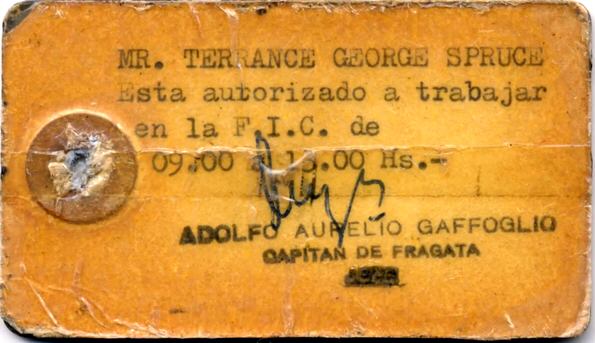 MR. TERRANCE GEORGE SPRUCE
Esta autorizado a trabajar
en la F.I.C. de
09.00 a .00 Hs.-
ADOLFO AURELIO GAFFOGLIO
CAPITAN DE FRAGATA